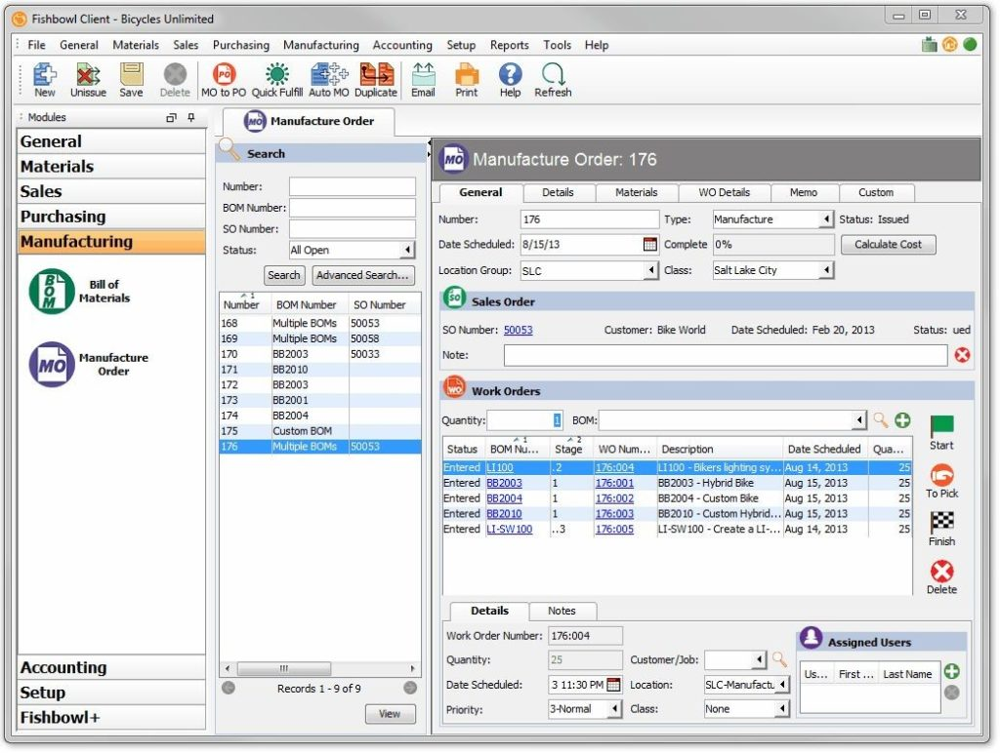 Fishbowl Client - Bicycles Unlimited
File General Materials Sales Purchasing Manufacturing Accounting Setup Reports Tools Help
New Unissue Save Delete MO to PO Quick Fulfill Auto MO Duplicate Email Print Help Refresh
Modules
General
Materials
Sales
Purchasing
Manufacturing
BOM Bill of Materials
MO Manufacture Order
Accounting
Setup
Fishbowl+
MO Manufacture Order
Search
Number:
BOM Number:
SO Number:
Status: All Open
Search Advanced Search...
1
Number BOM Number SO Number
168 Multiple BOMs 50053
169 Multiple BOMs 50058
170 BB2003 50033
171 BB2010
172 BB2003
173 BB2001
174 BB2004
175 Custom BOM
176 Multiple BOMs 50053
Records 1 - 9 of 9
View
MO Manufacture Order: 176
General Details Materials WO Details Memo Custom
Number: 176 Type: Manufacture Status: Issued
Date Scheduled: 8/15/13 Complete 0% Calculate Cost
Location Group: SLC Class: Salt Lake City
SO Sales Order
SO Number: 50053 Customer: Bike World Date Scheduled: Feb 20, 2013 Status: ued
Note:
WO Work Orders
Quantity: 1 BOM:
1 2
Status BOM Nu... Stage WO Num... Description Date Scheduled Qua...
Entered LI100 .2 176:004 LI100 - Bikers lighting sy... Aug 14, 2013 25
Entered BB2003 1 176:001 BB2003 - Hybrid Bike Aug 15, 2013 25
Entered BB2004 1 176:002 BB2004 - Custom Bike Aug 15, 2013 25
Entered BB2010 1 176:003 BB2010 - Custom Hybrid... Aug 15, 2013 25
Entered LI-SW100 ..3 176:005 LI-SW100 - Create a LI-... Aug 14, 2013 25
Start
To Pick
Finish
Delete
Details Notes
Work Order Number: 176:004
Quantity: 25 Customer/Job:
Date Scheduled: 3 11:30 PM Location: SLC-Manufactu
Priority: 3-Normal Class: None
Assigned Users
Us... First ... Last Name